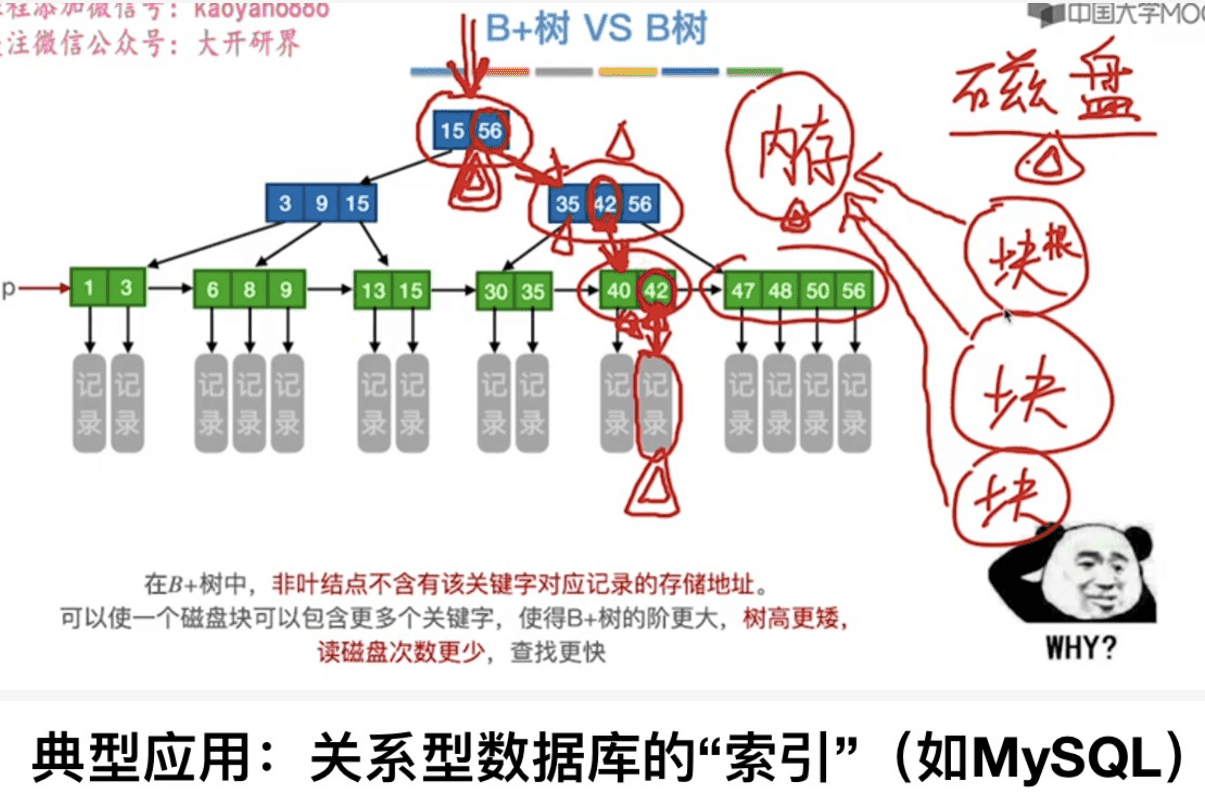 程添加微信号：kaoyan6866
注微信公众号：大开研界
中国大学MOO
B+树 VS B树
磁盘
内存
15 56
3 9 15
35 42 56
块根
p
1 3
6 8 9
13 15
30 35
40 42
47 48 50 56
块
记录 记录 记录 记录 记录 记录 记录 记录 记录 记录 记录 记录 记录 记录 记录
块
在B+树中，非叶结点不含有该关键字对应记录的存储地址。
可以使一个磁盘块可以包含更多个关键字，使得B+树的阶更大，树高更矮，
读磁盘次数更少，查找更快
WHY?
典型应用：关系型数据库的“索引”（如MySQL）